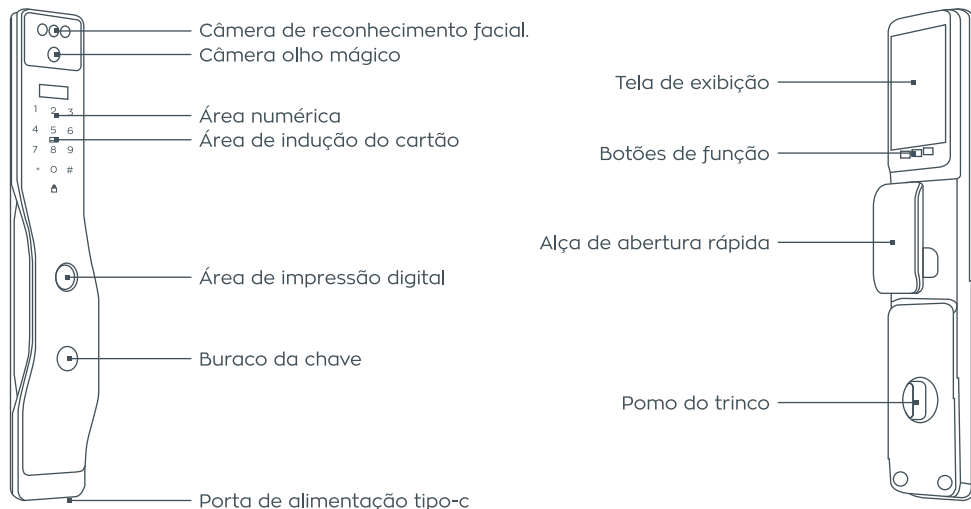 Câmera de reconhecimento facial.
Câmera olho mágico
Área numérica
Área de indução do cartão
Área de impressão digital
Buraco da chave
Porta de alimentação tipo-c
1 2 3
4 5 6
7 8 9
* 0 #
Tela de exibição
Botões de função
Alça de abertura rápida
Pomo do trinco